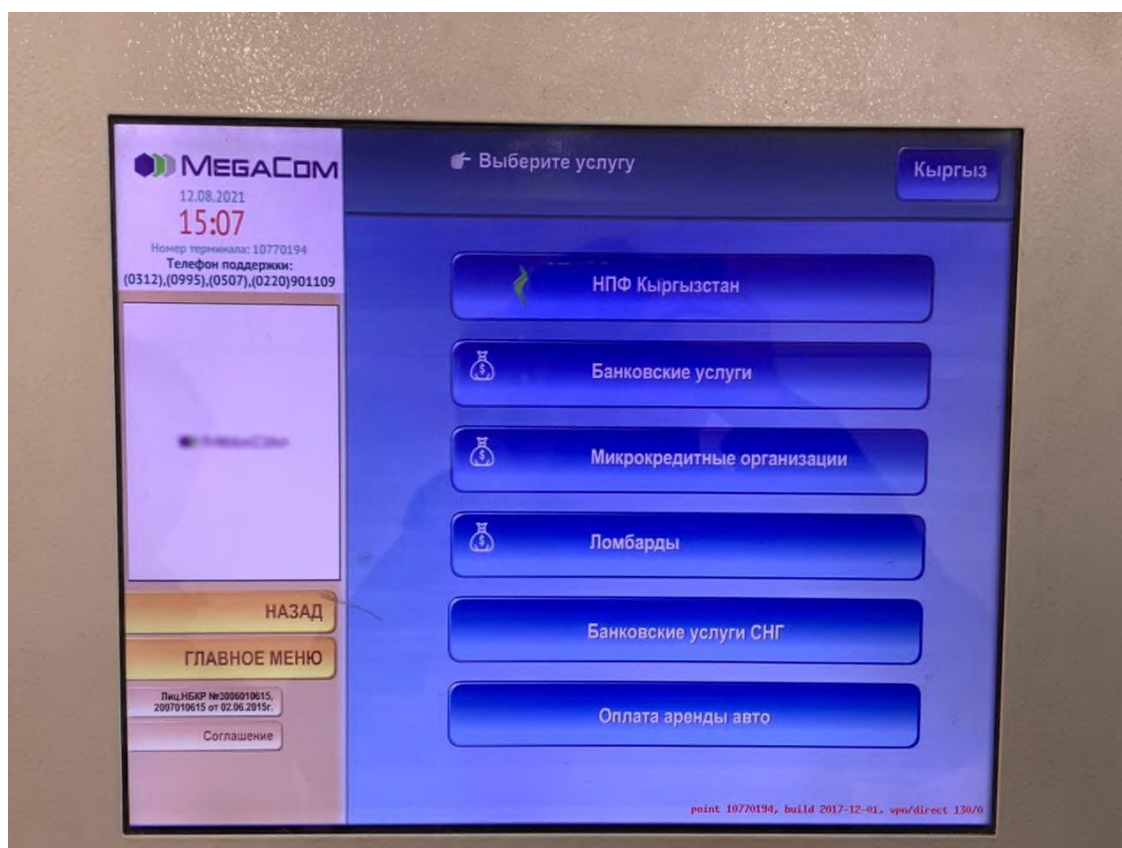 MEGACOM
12.08.2021
15:07
Номер терминала: 10770194
Телефон поддержки:
(0312),(0995),(0507),(0220)901109
Выберите услугу
Кыргыз
НПФ Кыргызстан
Банковские услуги
Микрокредитные организации
Ломбарды
Банковские услуги СНГ
Оплата аренды авто
НАЗАД
ГЛАВНОЕ МЕНЮ
Лиц.НБКР №3006010615,
2007010615 от 02.06.2015г.
Соглашение
point 10770194, build 2017-12-01, vpn/direct 130/0